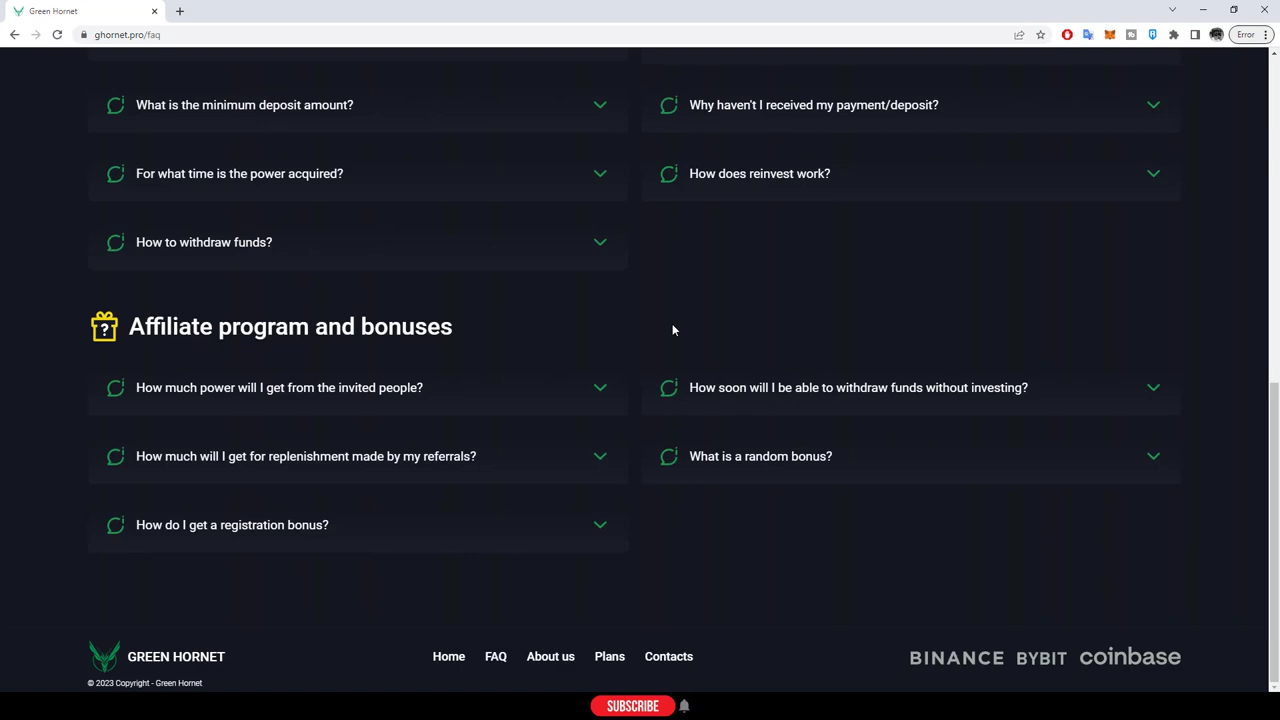 Green Hornet
ghornet.pro/faq
Error
What is the minimum deposit amount?
Why haven't I received my payment/deposit?
For what time is the power acquired?
How does reinvest work?
How to withdraw funds?
Affiliate program and bonuses
How much power will I get from the invited people?
How soon will I be able to withdraw funds without investing?
How much will I get for replenishment made by my referrals?
What is a random bonus?
How do I get a registration bonus?
GREEN HORNET
Home
FAQ
About us
Plans
Contacts
BINANCE
BYBIT
coinbase
© 2023 Copyright - Green Hornet
SUBSCRIBE